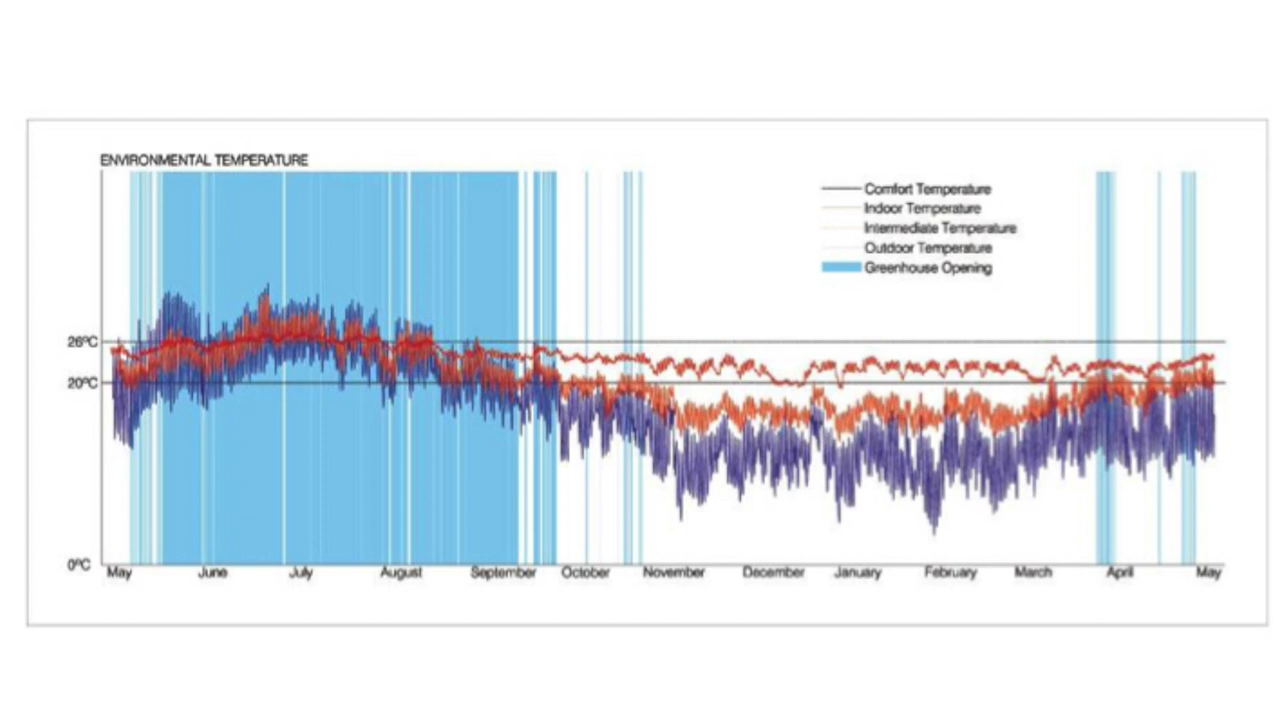 ENVIRONMENTAL TEMPERATURE
Comfort Temperature
Indoor Temperature
Intermediate Temperature
Outdoor Temperature
Greenhouse Opening
26ºC
20ºC
0ºC
May June July August September October November December January February March April May